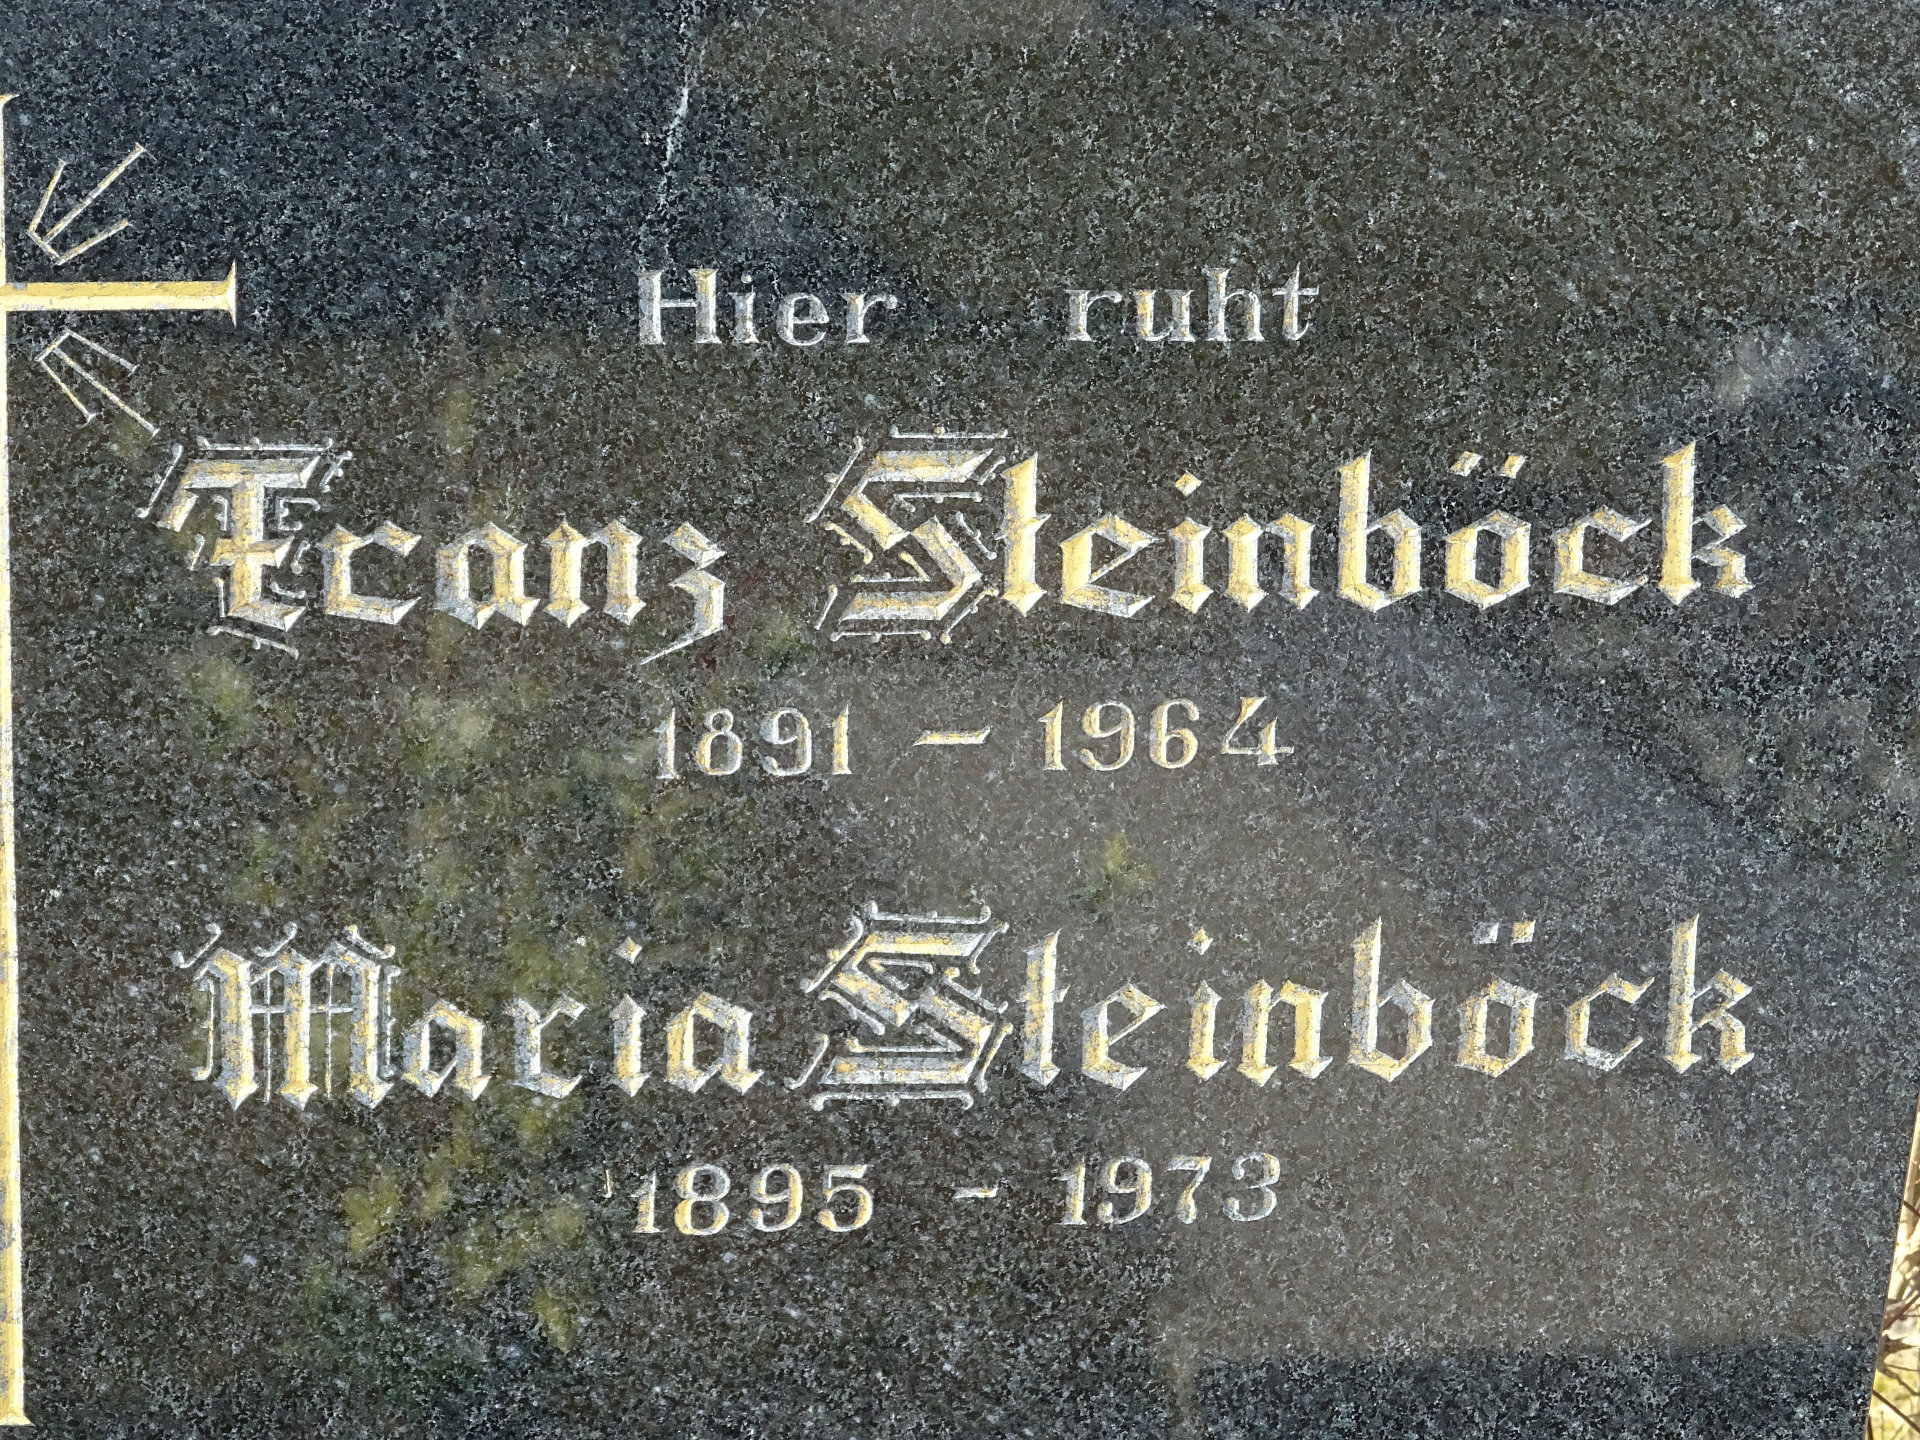 Hier ruht
Franz Steinböck
1891 – 1964
Maria Steinböck
1895 – 1973